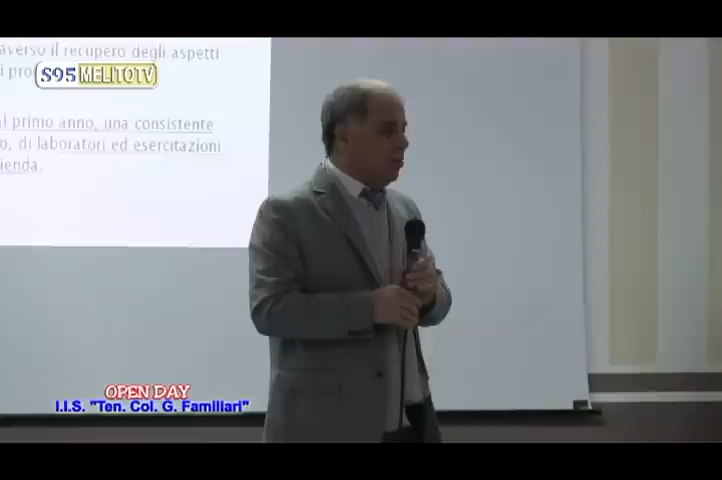 averso il recupero degli aspetti
i pro
S95 MELITOTV
al primo anno, una consistente
o, di laboratori ed esercitazioni
ienda.
OPEN DAY
I.I.S. "Ten. Col. G. Familiari"